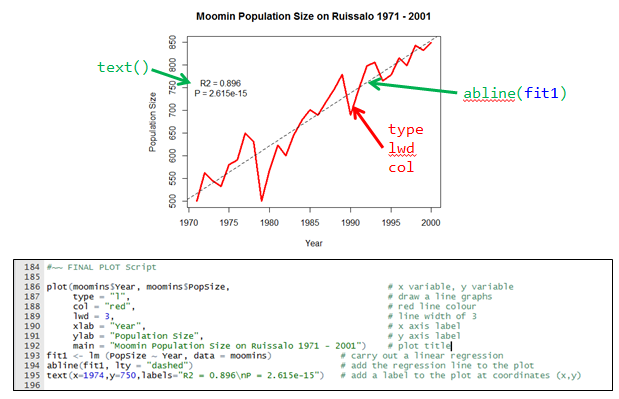 Moomin Population Size on Ruissalo 1971 - 2001
text()
Population Size
850
800
750
700
650
600
550
500
R2 = 0.896
P = 2.615e-15
abline(fit1)
type
lwd
col
1970 1975 1980 1985 1990 1995 2000
Year
184 #~~ FINAL PLOT Script
185
186 plot(moomins$Year, moomins$PopSize, # x variable, y variable
187 type = "l", # draw a line graphs
188 col = "red", # red line colour
189 lwd = 3, # line width of 3
190 xlab = "Year", # x axis label
191 ylab = "Population Size", # y axis label
192 main = "Moomin Population Size on Ruissalo 1971 - 2001") # plot title
193 fit1 <- lm (PopSize ~ Year, data = moomins) # carry out a linear regression
194 abline(fit1, lty = "dashed") # add the regression line to the plot
195 text(x=1974,y=750,labels="R2 = 0.896\nP = 2.615e-15") # add a label to the plot at coordinates (x,y)
196